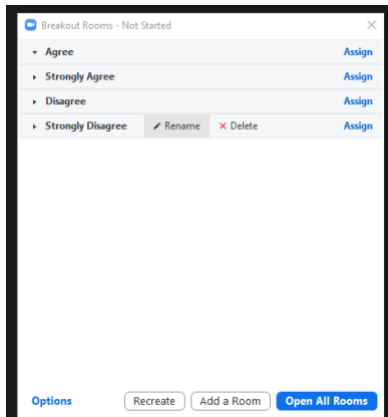 Breakout Rooms - Not Started
Agree Assign
Strongly Agree Assign
Disagree Assign
Strongly Disagree Rename Delete Assign
Options Recreate Add a Room Open All Rooms